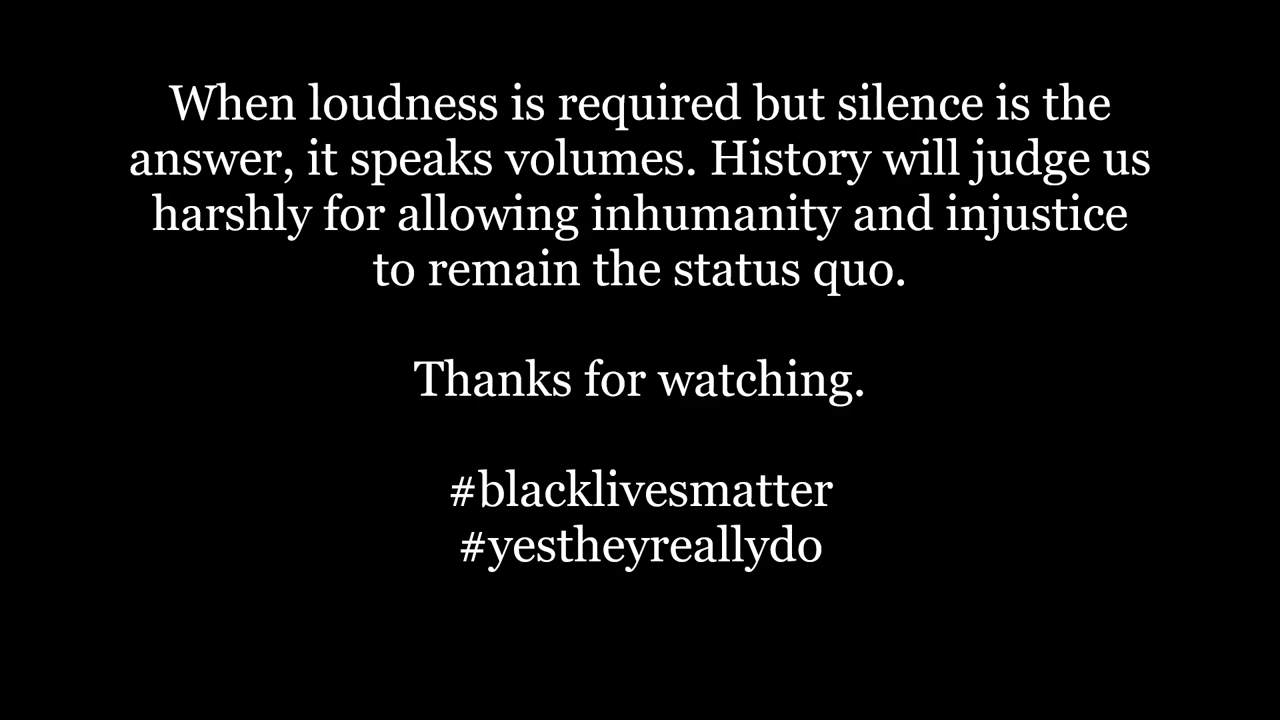 When loudness is required but silence is the
answer, it speaks volumes. History will judge us
harshly for allowing inhumanity and injustice
to remain the status quo.
Thanks for watching.
#blacklivesmatter
#yestheyreallydo